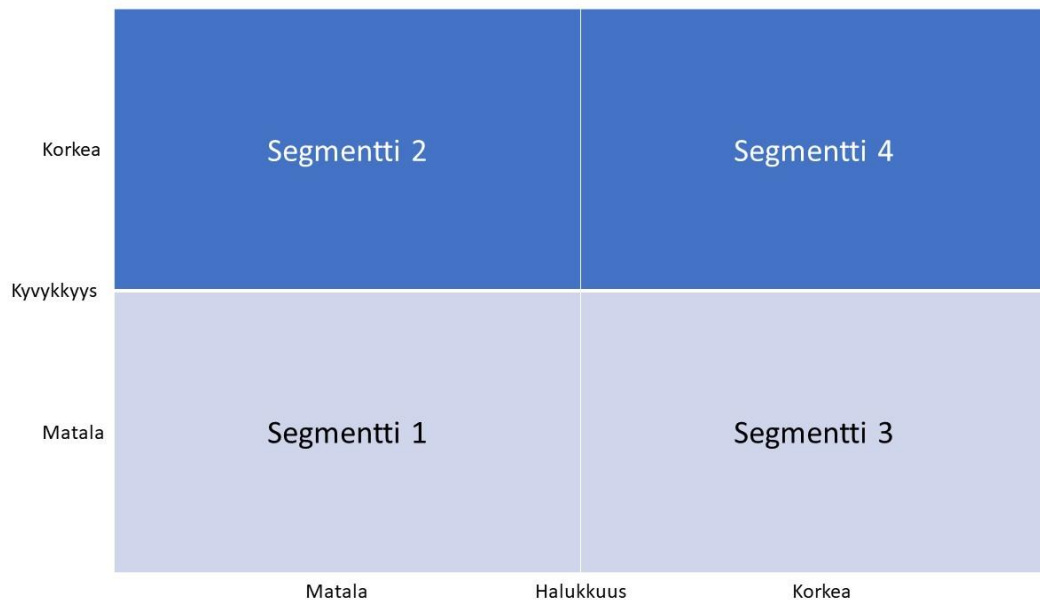 Korkea
Segmentti 2
Segmentti 4
Kyvykkyys
Matala
Segmentti 1
Segmentti 3
Matala
Halukkuus
Korkea